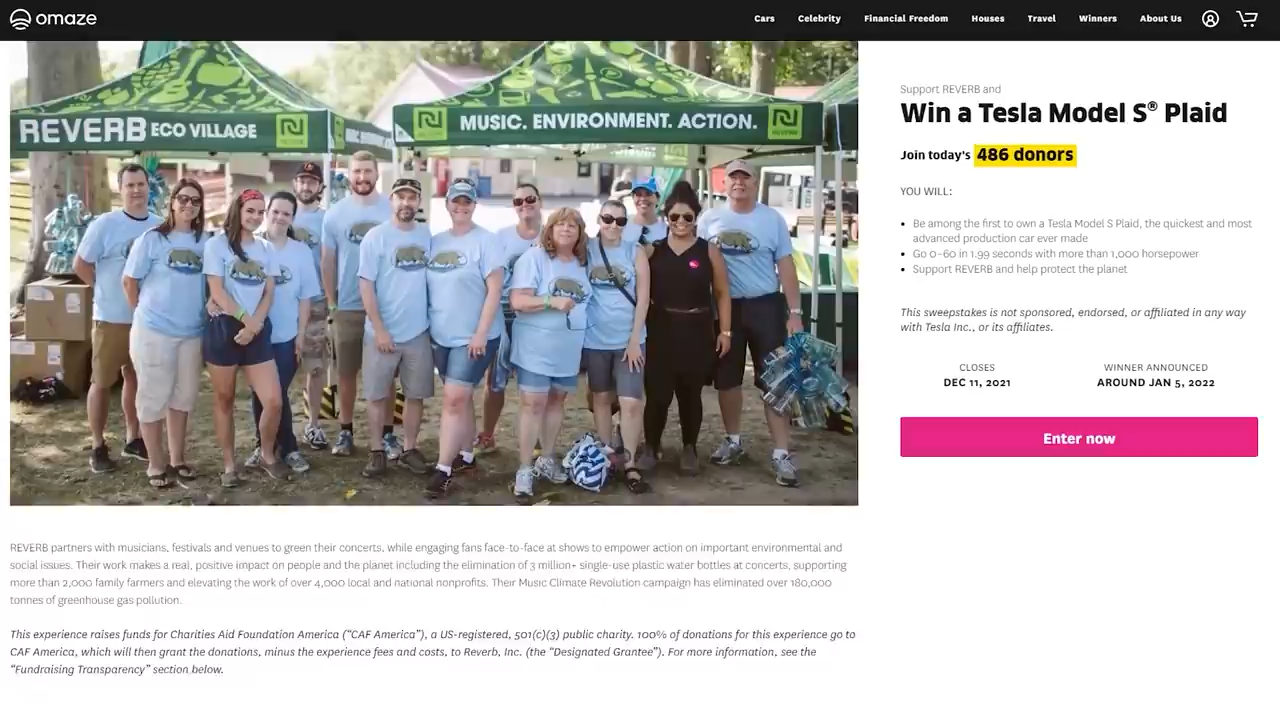 omaze
Cars Celebrity Financial Freedom Houses Travel Winners About Us
REVERB ECO VILLAGE
MUSIC. ENVIRONMENT. ACTION.
Support REVERB and
Win a Tesla Model S® Plaid
Join today's 486 donors
YOU WILL:
• Be among the first to own a Tesla Model S Plaid, the quickest and most
advanced production car ever made
• Go 0-60 in 1.99 seconds with more than 1,000 horsepower
• Support REVERB and help protect the planet
This sweepstakes is not sponsored, endorsed, or affiliated in any way
with Tesla Inc., or its affiliates.
CLOSES
DEC 11, 2021
WINNER ANNOUNCED
AROUND JAN 5, 2022
Enter now
REVERB partners with musicians, festivals and venues to green their concerts, while engaging fans face-to-face at shows to empower action on important environmental and
social issues. Their work makes a real, positive impact on people and the planet including the elimination of 3 million+ single-use plastic water bottles at concerts, supporting
more than 2,000 family farmers and elevating the work of over 4,000 local and national nonprofits. Their Music Climate Revolution campaign has eliminated over 180,000
tonnes of greenhouse gas pollution.
This experience raises funds for Charities Aid Foundation America (“CAF America”), a US-registered, 501(c)(3) public charity. 100% of donations for this experience go to
CAF America, which will then grant the donations, minus the experience fees and costs, to Reverb, Inc. (the “Designated Grantee”). For more information, see the
“Fundraising Transparency” section below.